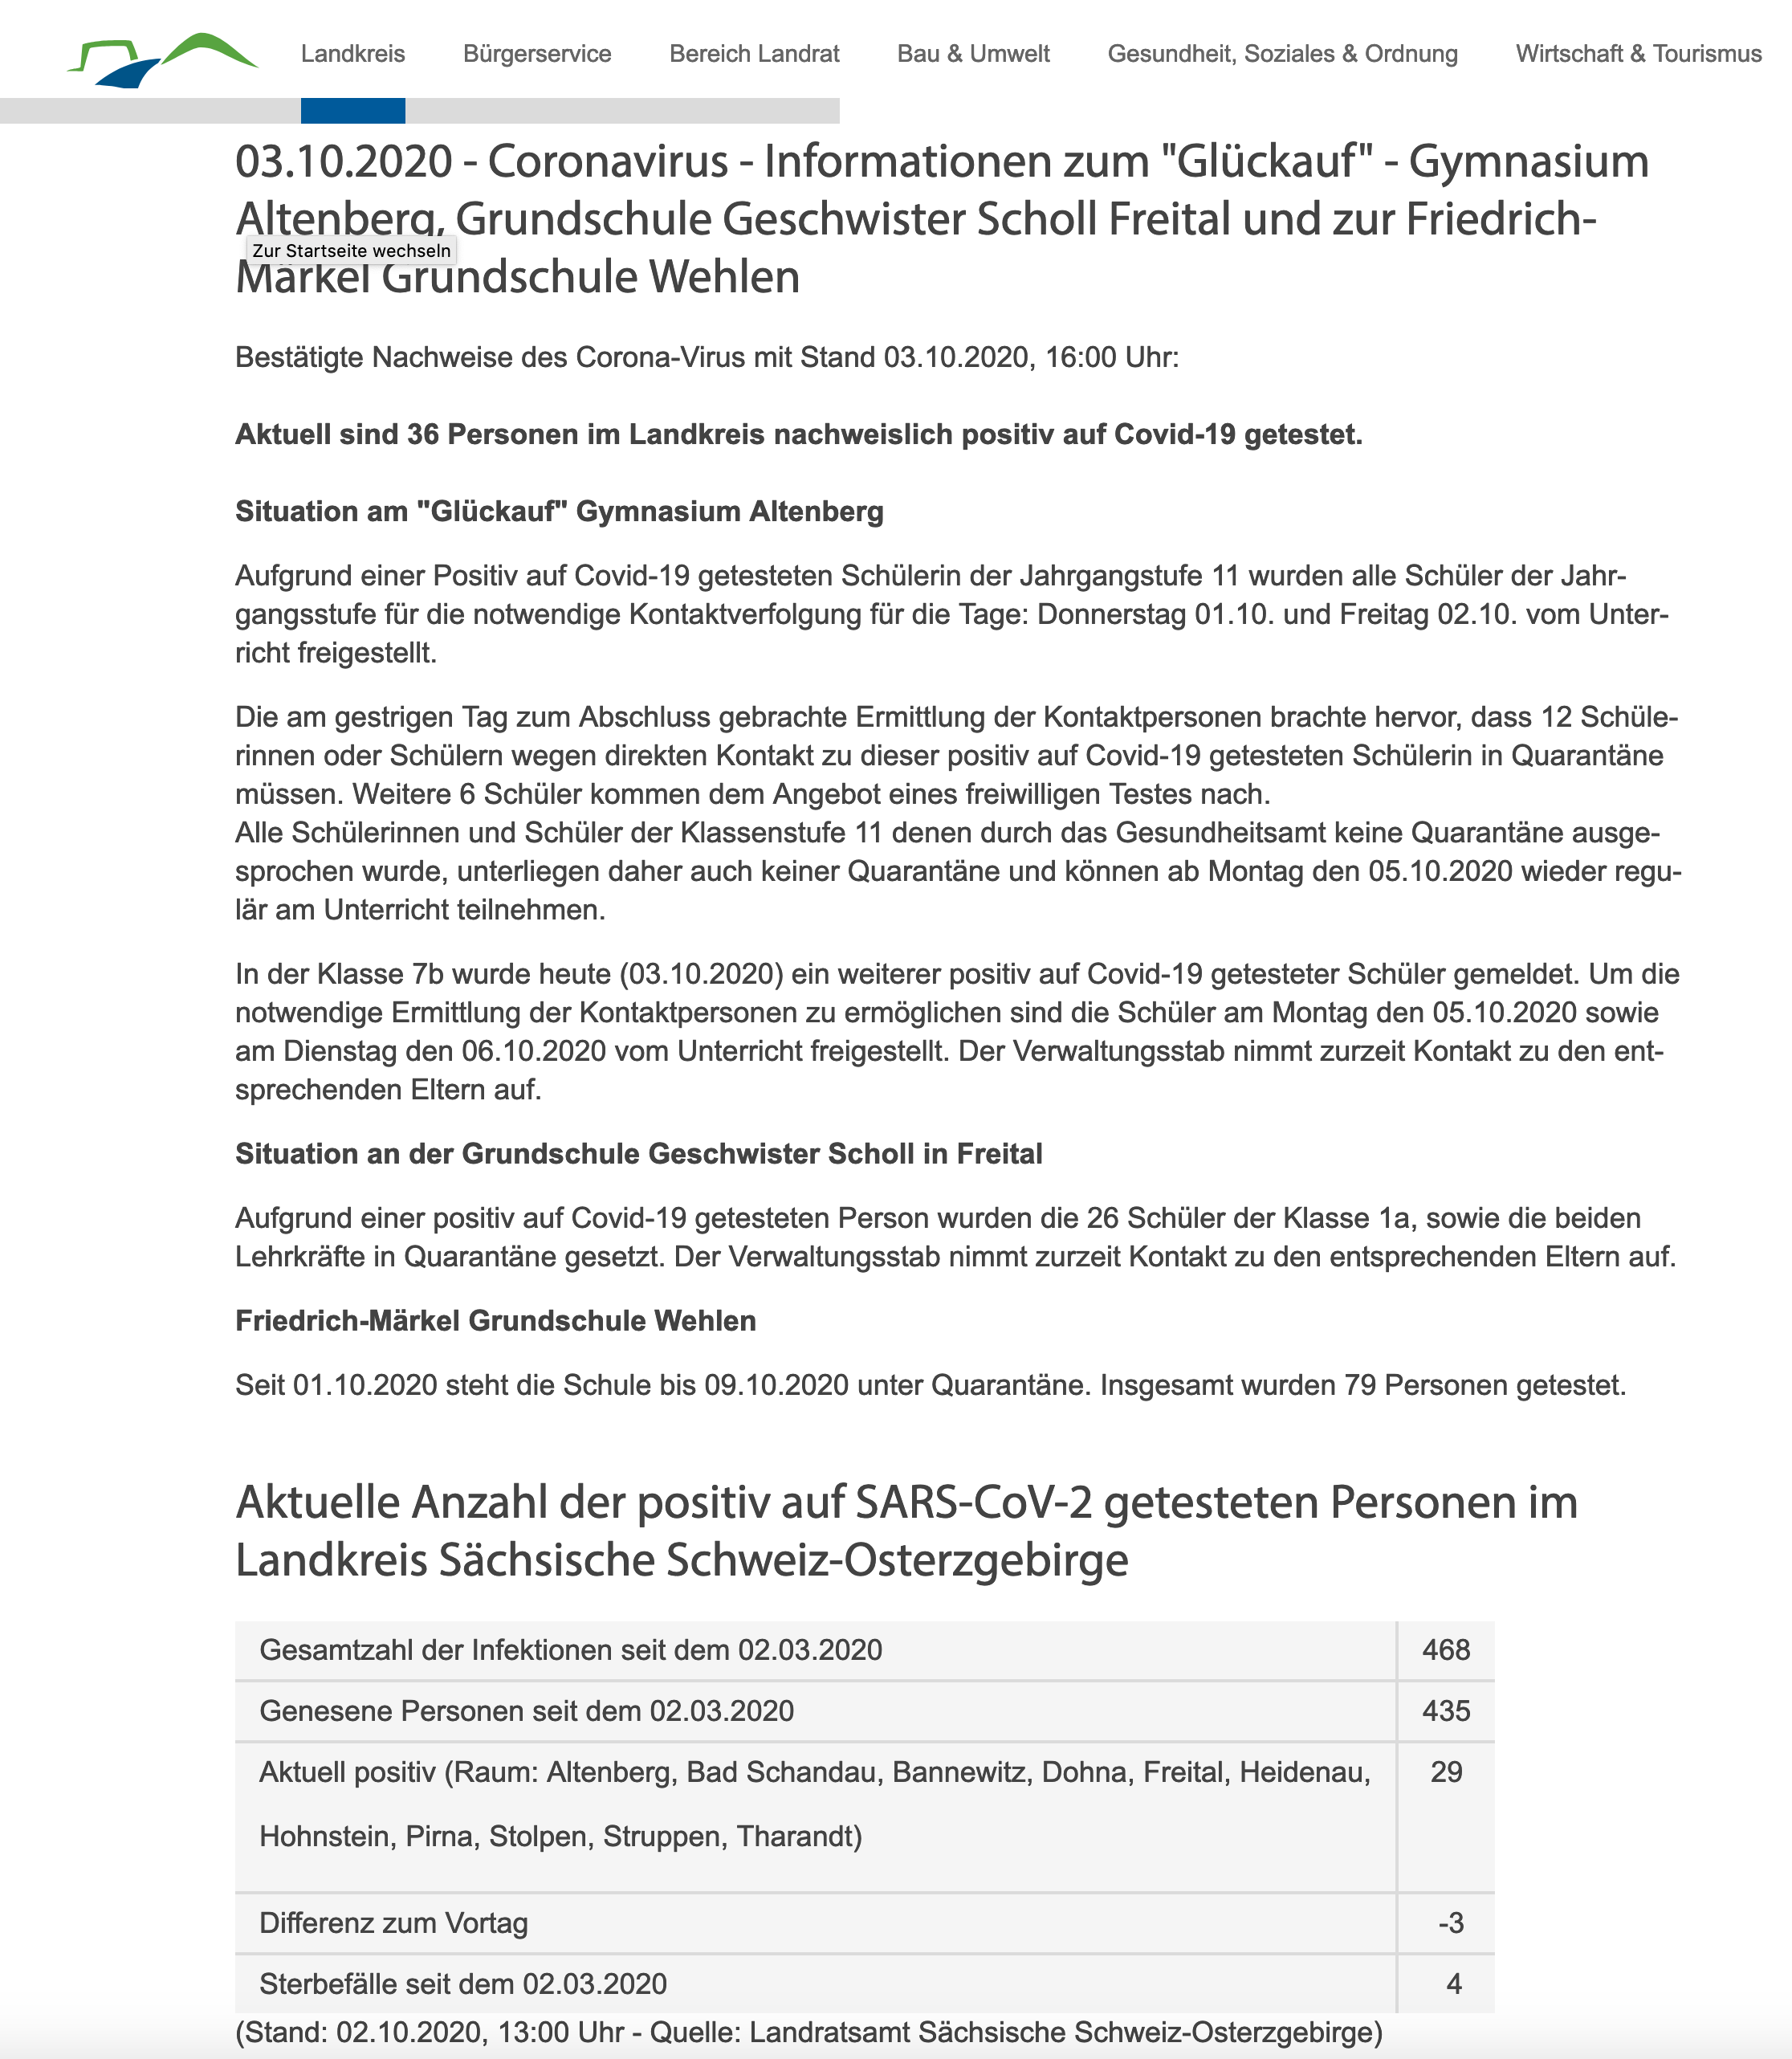 Landkreis Bürgerservice Bereich Landrat Bau & Umwelt Gesundheit, Soziales & Ordnung Wirtschaft & Tourismus
03.10.2020 - Coronavirus - Informationen zum "Glückauf" - Gymnasium
Altenberg, Grundschule Geschwister Scholl Freital und zur Friedrich-
Zur Startseite wechseln
Märkel Grundschule Wehlen
Bestätigte Nachweise des Corona-Virus mit Stand 03.10.2020, 16:00 Uhr:
Aktuell sind 36 Personen im Landkreis nachweislich positiv auf Covid-19 getestet.
Situation am "Glückauf" Gymnasium Altenberg
Aufgrund einer Positiv auf Covid-19 getesteten Schülerin der Jahrgangstufe 11 wurden alle Schüler der Jahr-
gangsstufe für die notwendige Kontaktverfolgung für die Tage: Donnerstag 01.10. und Freitag 02.10. vom Unter-
richt freigestellt.
Die am gestrigen Tag zum Abschluss gebrachte Ermittlung der Kontaktpersonen brachte hervor, dass 12 Schüle-
rinnen oder Schülern wegen direkten Kontakt zu dieser positiv auf Covid-19 getesteten Schülerin in Quarantäne
müssen. Weitere 6 Schüler kommen dem Angebot eines freiwilligen Testes nach.
Alle Schülerinnen und Schüler der Klassenstufe 11 denen durch das Gesundheitsamt keine Quarantäne ausge-
sprochen wurde, unterliegen daher auch keiner Quarantäne und können ab Montag den 05.10.2020 wieder regu-
lär am Unterricht teilnehmen.
In der Klasse 7b wurde heute (03.10.2020) ein weiterer positiv auf Covid-19 getesteter Schüler gemeldet. Um die
notwendige Ermittlung der Kontaktpersonen zu ermöglichen sind die Schüler am Montag den 05.10.2020 sowie
am Dienstag den 06.10.2020 vom Unterricht freigestellt. Der Verwaltungsstab nimmt zurzeit Kontakt zu den ent-
sprechenden Eltern auf.
Situation an der Grundschule Geschwister Scholl in Freital
Aufgrund einer positiv auf Covid-19 getesteten Person wurden die 26 Schüler der Klasse 1a, sowie die beiden
Lehrkräfte in Quarantäne gesetzt. Der Verwaltungsstab nimmt zurzeit Kontakt zu den entsprechenden Eltern auf.
Friedrich-Märkel Grundschule Wehlen
Seit 01.10.2020 steht die Schule bis 09.10.2020 unter Quarantäne. Insgesamt wurden 79 Personen getestet.
Aktuelle Anzahl der positiv auf SARS-CoV-2 getesteten Personen im
Landkreis Sächsische Schweiz-Osterzgebirge
Gesamtzahl der Infektionen seit dem 02.03.2020 468
Genesene Personen seit dem 02.03.2020 435
Aktuell positiv (Raum: Altenberg, Bad Schandau, Bannewitz, Dohna, Freital, Heidenau, 29
Hohnstein, Pirna, Stolpen, Struppen, Tharandt)
Differenz zum Vortag -3
Sterbefälle seit dem 02.03.2020 4
(Stand: 02.10.2020, 13:00 Uhr - Quelle: Landratsamt Sächsische Schweiz-Osterzgebirge)